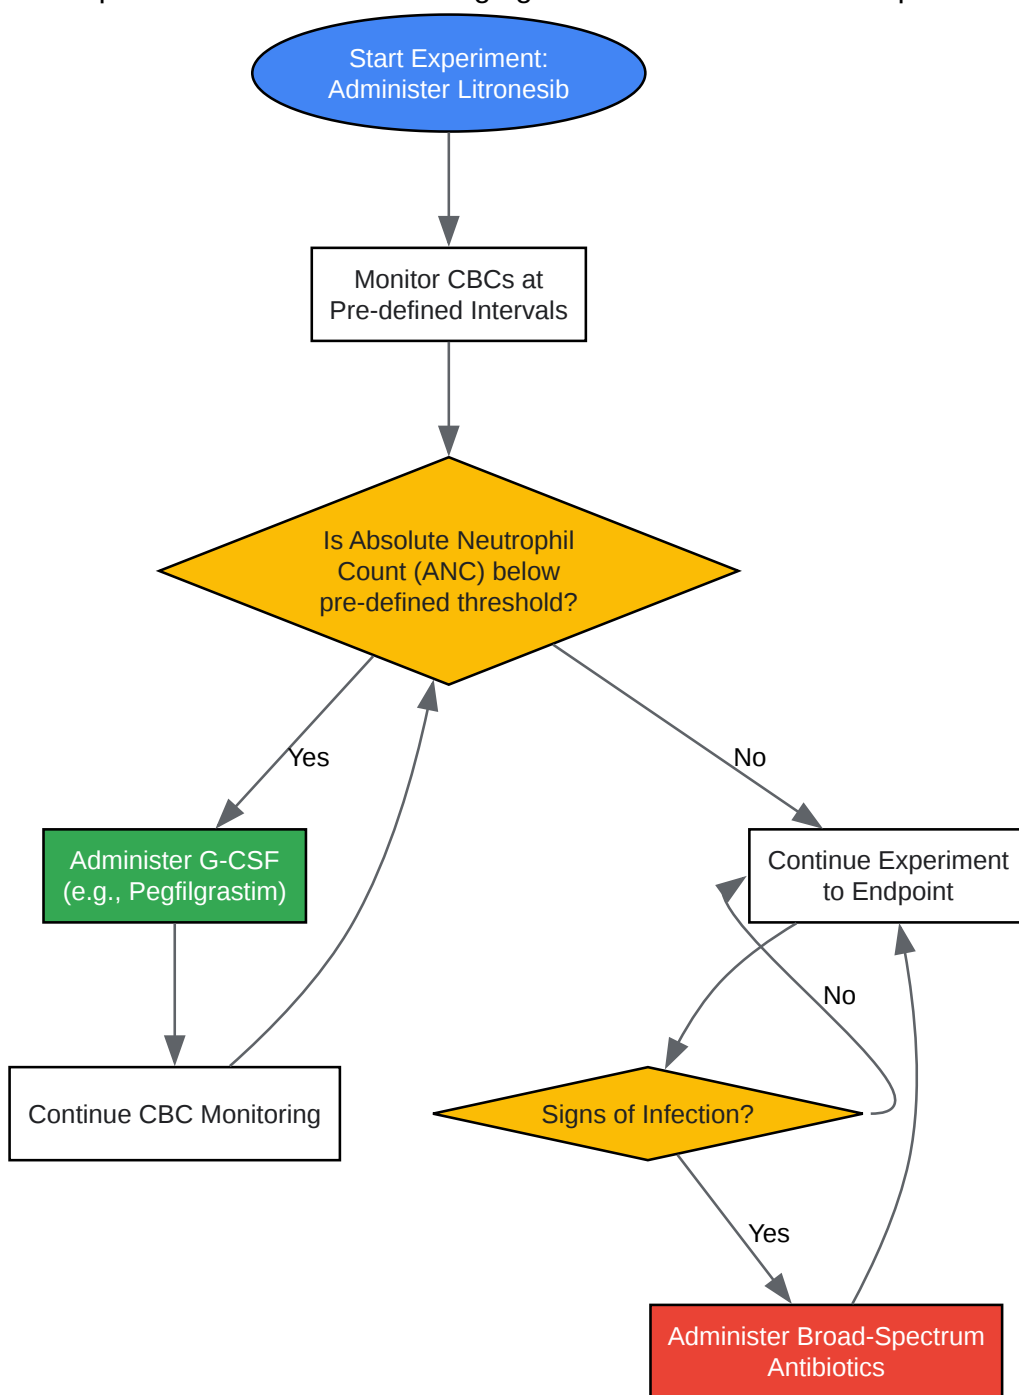 Start Experiment:
Administer Litronesib
Monitor CBCs at
Pre-defined Intervals
Is Absolute Neutrophil
Count (ANC) below
pre-defined threshold?
Yes
No
Administer G-CSF
(e.g., Pegfilgrastim)
Continue Experiment
to Endpoint
No
Continue CBC Monitoring
Signs of Infection?
Yes
Administer Broad-Spectrum
Antibiotics